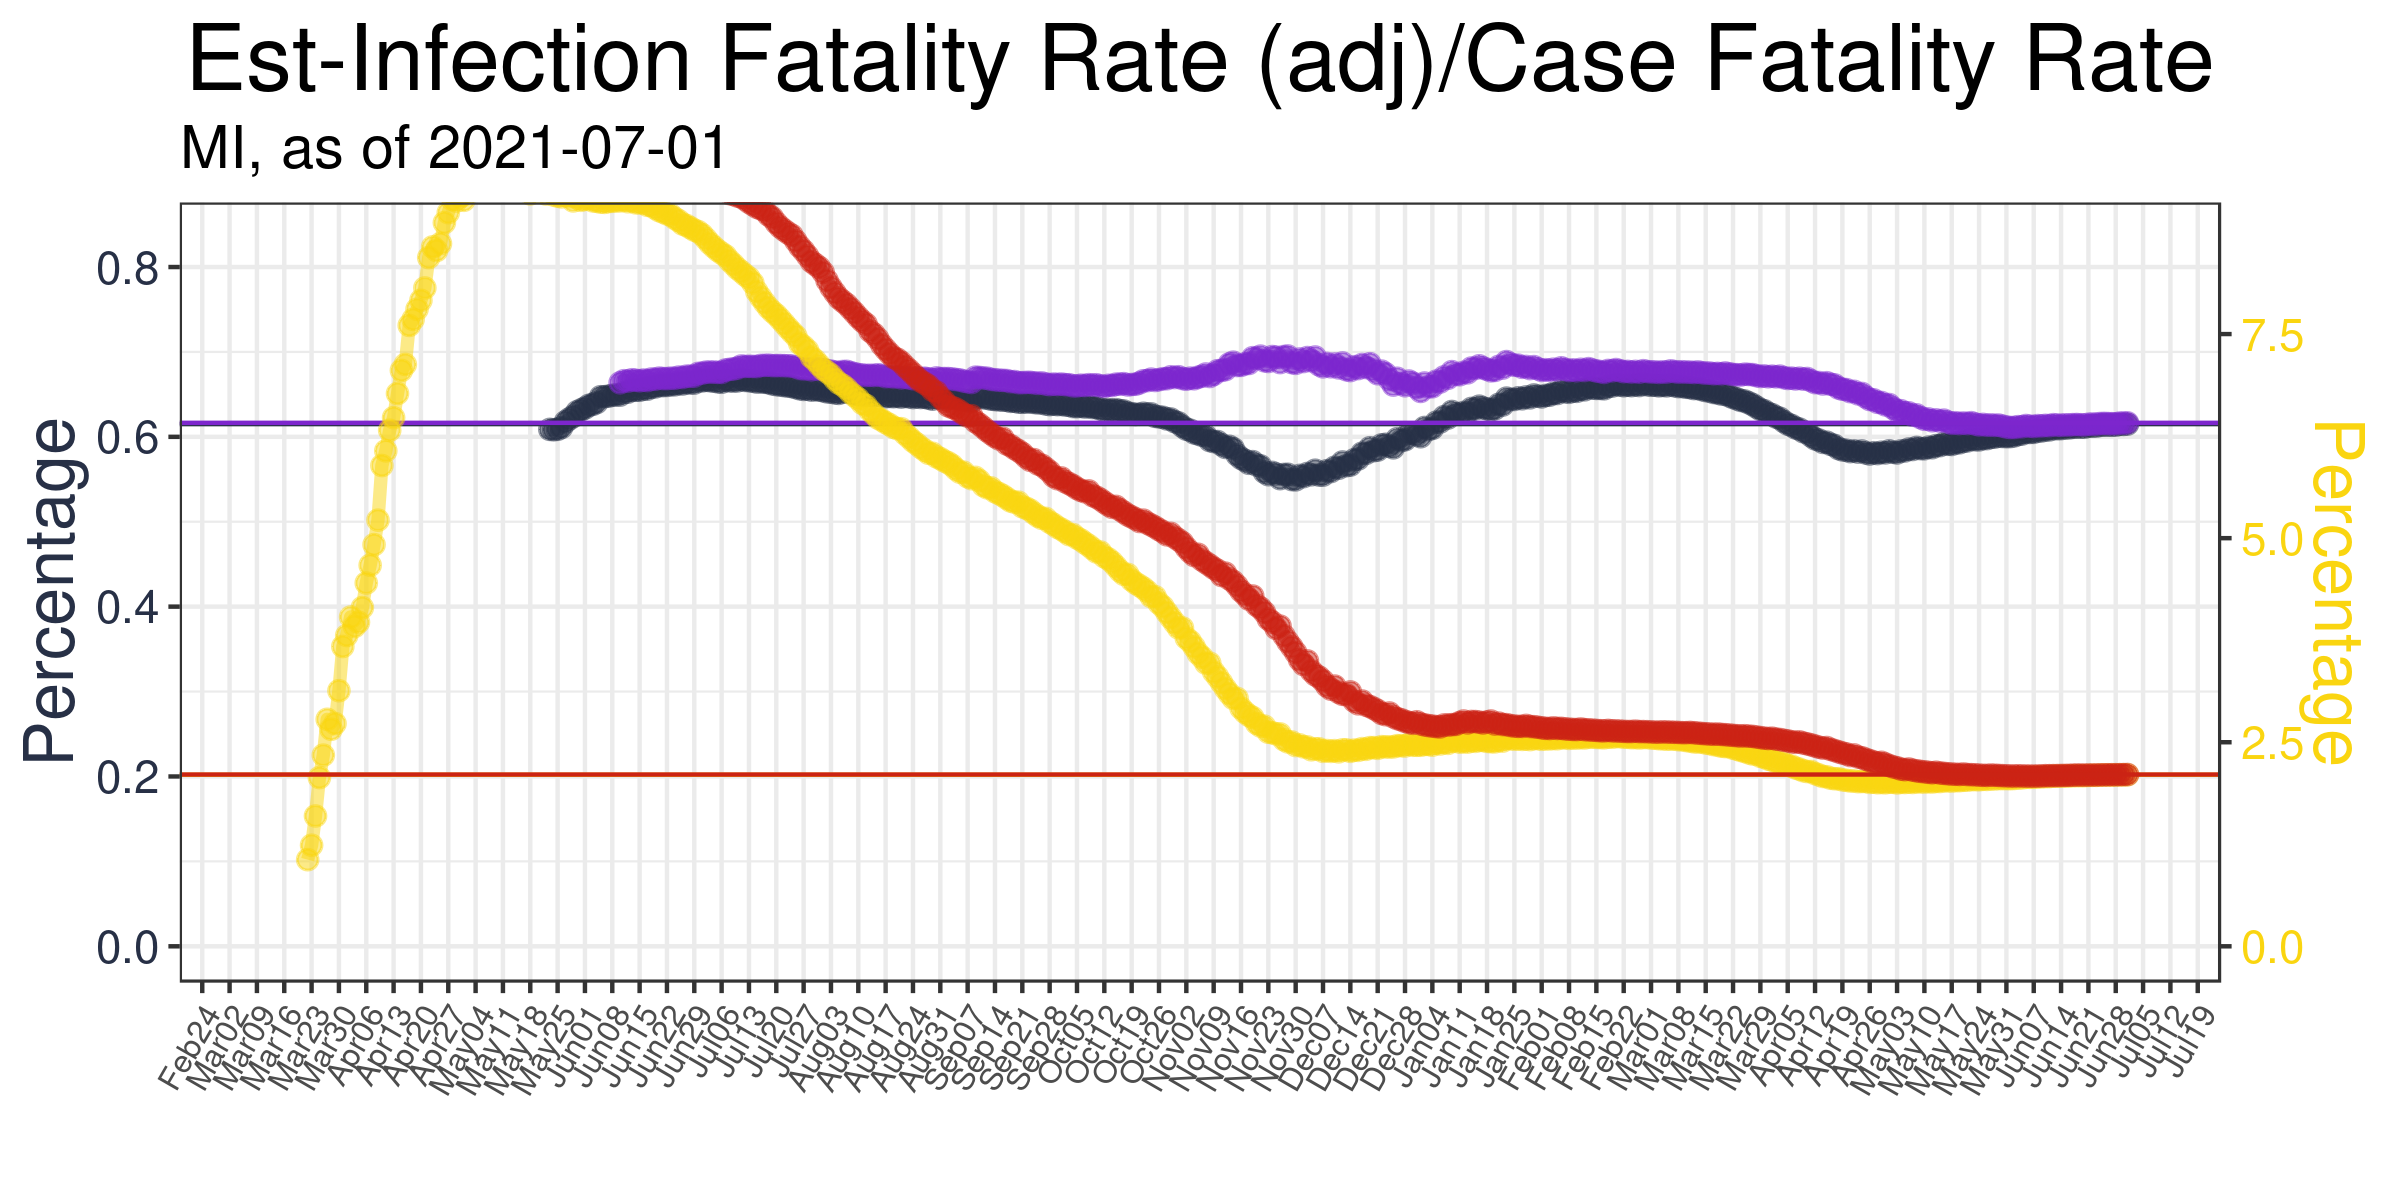 Est-Infection Fatality Rate (adj)/Case Fatality Rate
MI, as of 2021-07-01
Percentage
0.8
0.6
0.4
0.2
0.0
7.5
5.0
2.5
0.0
Percentage
Feb24
Mar02
Mar09
Mar16
Mar23
Mar30
Apr06
Apr13
Apr20
Apr27
May04
May11
May18
May25
Jun01
Jun08
Jun15
Jun22
Jun29
Jul06
Jul13
Jul20
Jul27
Aug03
Aug10
Aug17
Aug24
Aug31
Sep07
Sep14
Sep21
Sep28
Oct05
Oct12
Oct19
Oct26
Nov02
Nov09
Nov16
Nov23
Nov30
Dec07
Dec14
Dec21
Dec28
Jan04
Jan11
Jan18
Jan25
Feb01
Feb08
Feb15
Feb22
Mar01
Mar08
Mar15
Mar22
Mar29
Apr05
Apr12
Apr19
Apr26
May03
May10
May17
May24
May31
Jun07
Jun14
Jun21
Jun28
Jul05
Jul12
Jul19